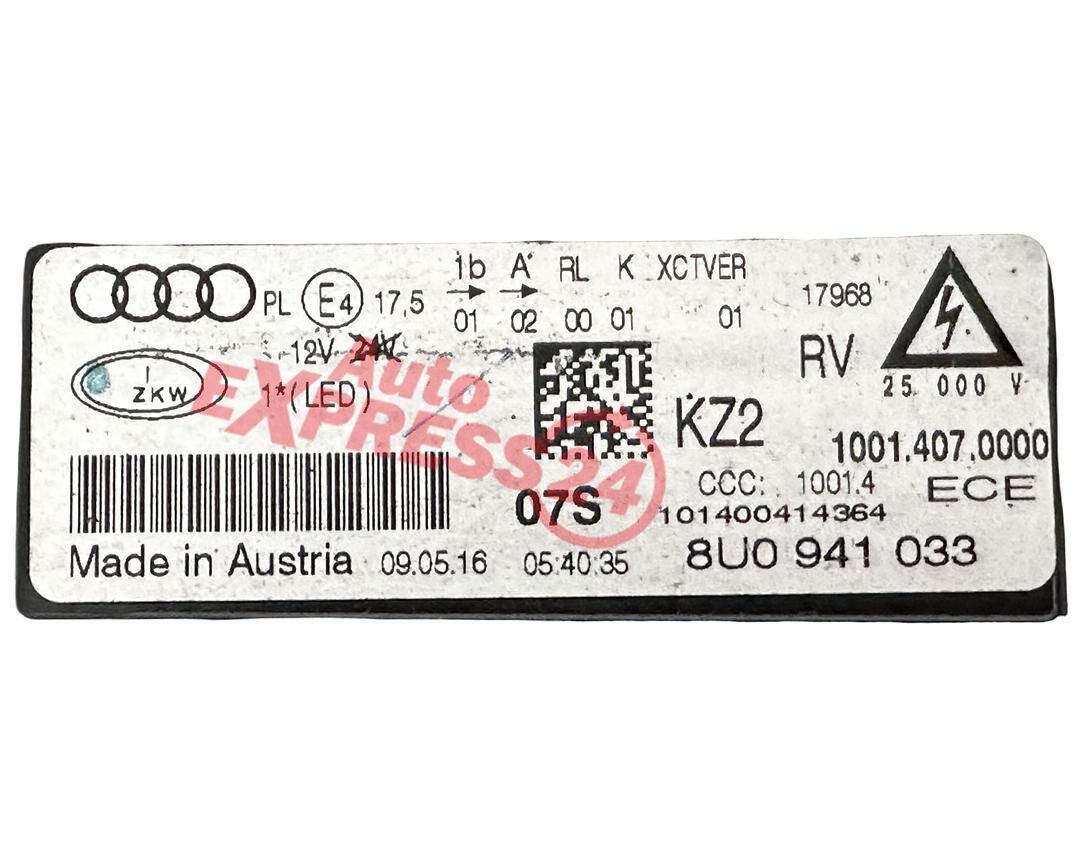 1b A RL K XCTVER
PL E4 17,5 01 02 00 01 01 17968
12V 24V
RV
25.000 V
ZKW 1*(LED)
Auto
EXPRESS24
KZ2
1001.407.0000
CCC: 1001.4 ECE
07S 101400414364
Made in Austria 09.05.16 05:40:35 8U0 941 033